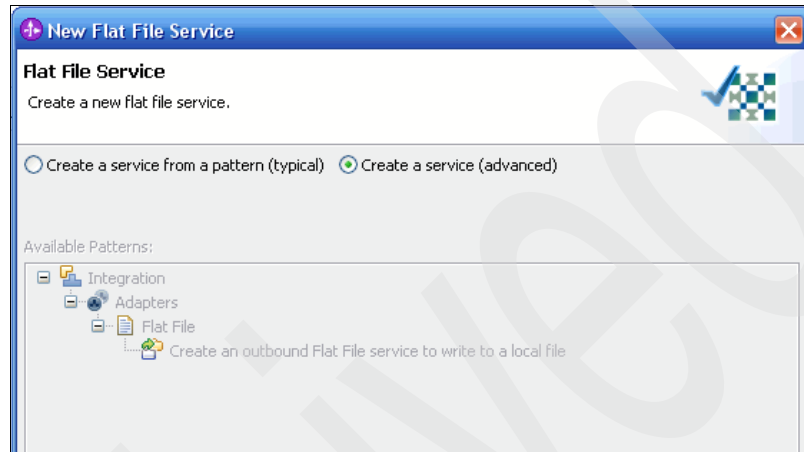 New Flat File Service
Flat File Service
Create a new flat file service.
Create a service from a pattern (typical) Create a service (advanced)
Available Patterns:
Integration
Adapters
Flat File
Create an outbound Flat File service to write to a local file